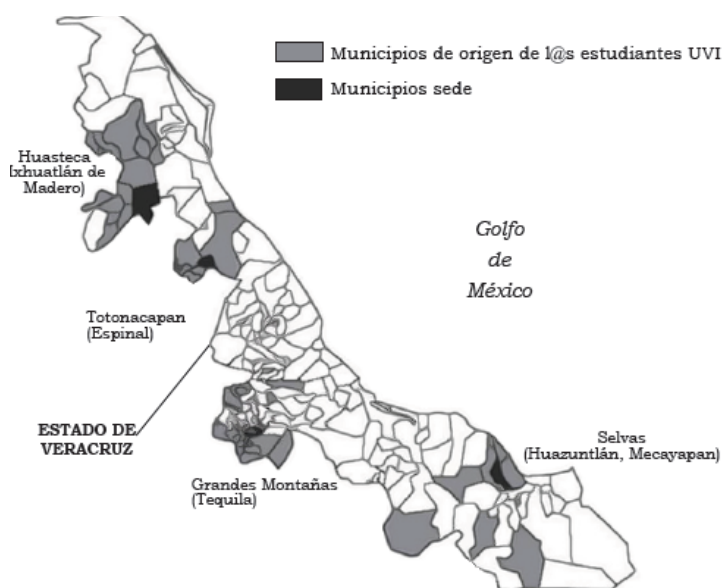 Municipios de origen de l@s estudiantes UVI
Municipios sede
Huasteca
(Ixhuatlán de
Madero)
Golfo
de
México
Totonacapan
(Espinal)
ESTADO DE
VERACRUZ
Selvas
(Huazuntlán, Mecayapan)
Grandes Montañas
(Tequila)